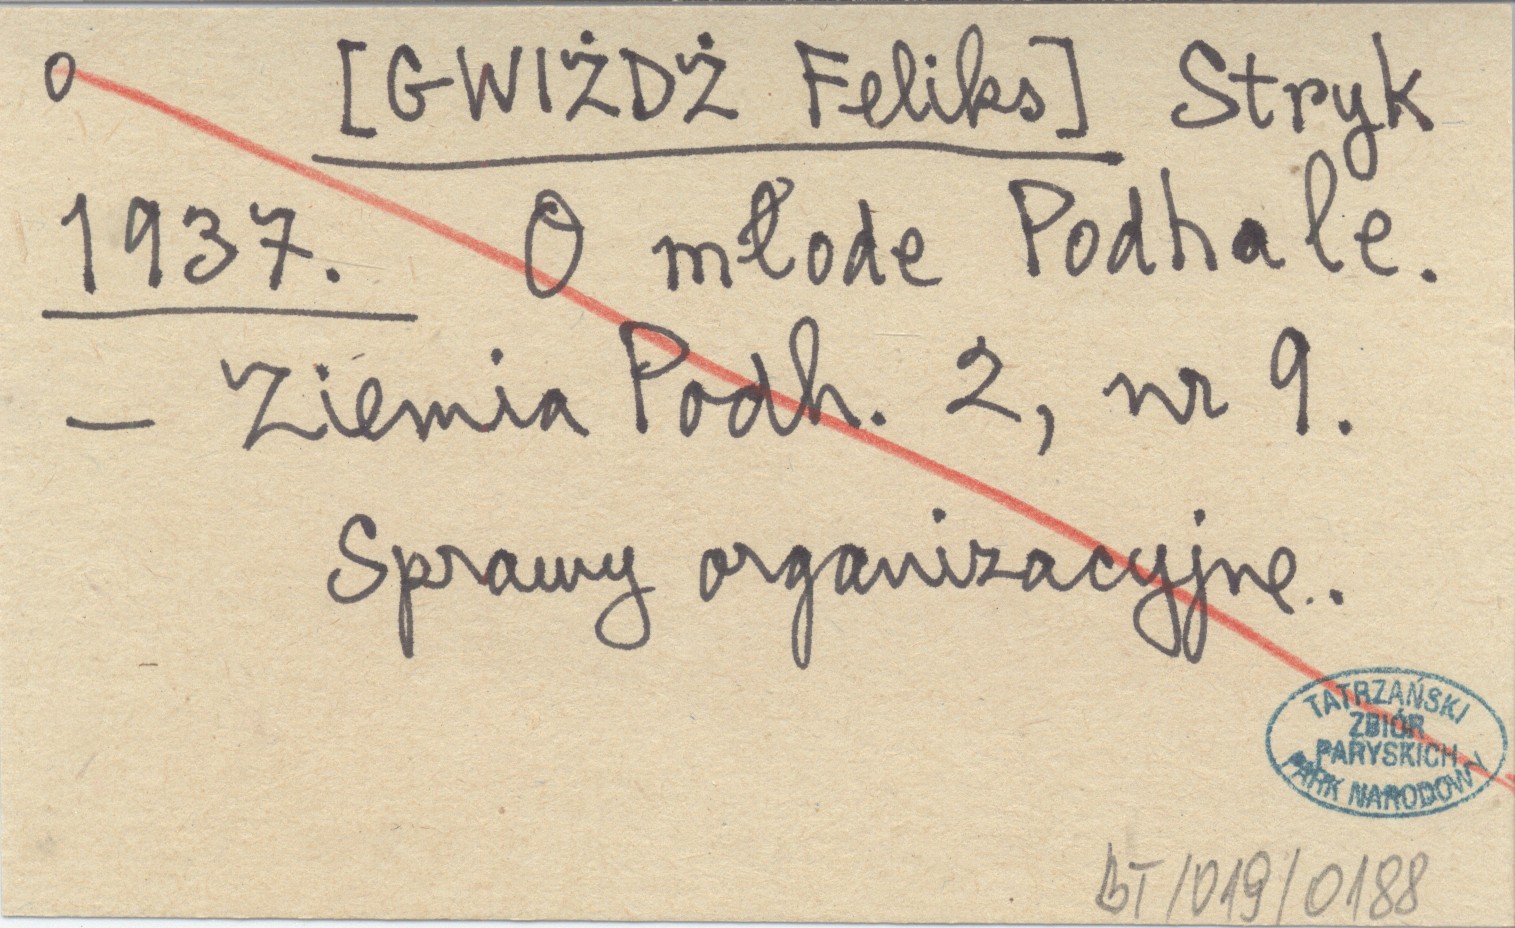 o [GWIŻDŻ Feliks] Stryk
1937. O młode Podhale.
– Ziemia Podh. 2, nr 9.
Sprawy organizacyjne..
TATRZAŃSKI
ZBIÓR
PARYSKICH
PARK NARODOWY
BT/019/0188